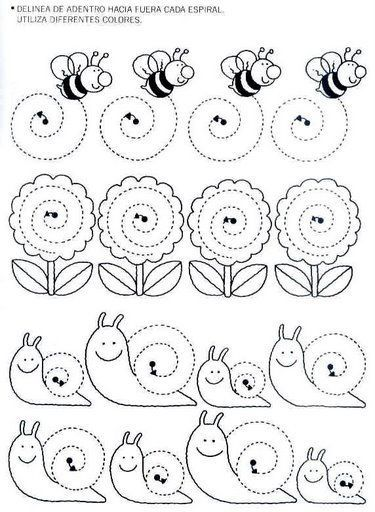 * DELINEA DE ADENTRO HACIA FUERA CADA ESPIRAL.
UTILIZA DIFERENTES COLORES.